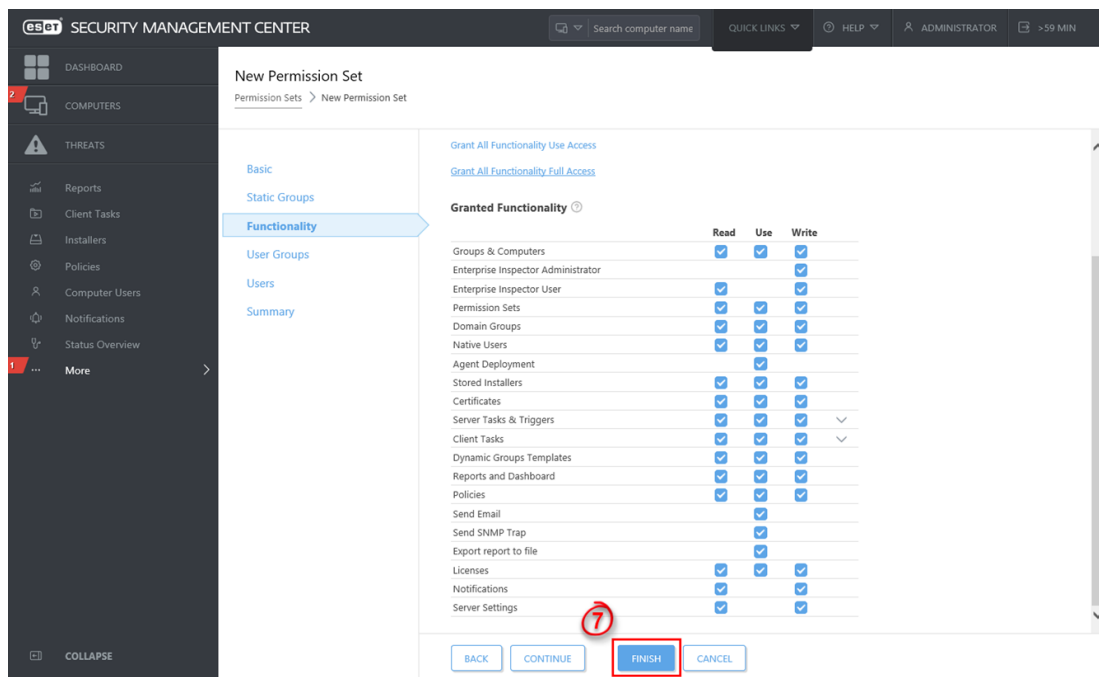 eset SECURITY MANAGEMENT CENTER
Search computer name
QUICK LINKS
? HELP
ADMINISTRATOR
>59 MIN
DASHBOARD
2
COMPUTERS
THREATS
Reports
Client Tasks
Installers
Policies
Computer Users
Notifications
Status Overview
1
... More
COLLAPSE
New Permission Set
Permission Sets > New Permission Set
Basic
Static Groups
Functionality
User Groups
Users
Summary
Grant All Functionality Use Access
Grant All Functionality Full Access
Granted Functionality ?
Read Use Write
Groups & Computers
Enterprise Inspector Administrator
Enterprise Inspector User
Permission Sets
Domain Groups
Native Users
Agent Deployment
Stored Installers
Certificates
Server Tasks & Triggers
Client Tasks
Dynamic Groups Templates
Reports and Dashboard
Policies
Send Email
Send SNMP Trap
Export report to file
Licenses
Notifications
Server Settings
7
BACK CONTINUE FINISH CANCEL